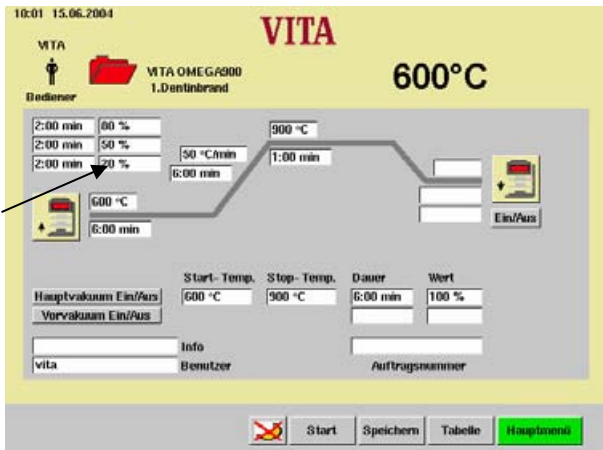 10:01 15.06.2004
VITA
VITA
Bediener
VITA OMEGA900
1.Dentinbrand
600°C
2:00 min 80 %
2:00 min 50 %
2:00 min 20 %
50 °C/min
6:00 min
900 °C
1:00 min
600 °C
6:00 min
Ein/Aus
Start-Temp. Stop-Temp. Dauer Wert
Hauptvakuum Ein/Aus 600 °C 900 °C 6:00 min 100 %
Vorvakuum Ein/Aus
Info
vita Benutzer Auftragsnummer
Start Speichern Tabelle Hauptmenü